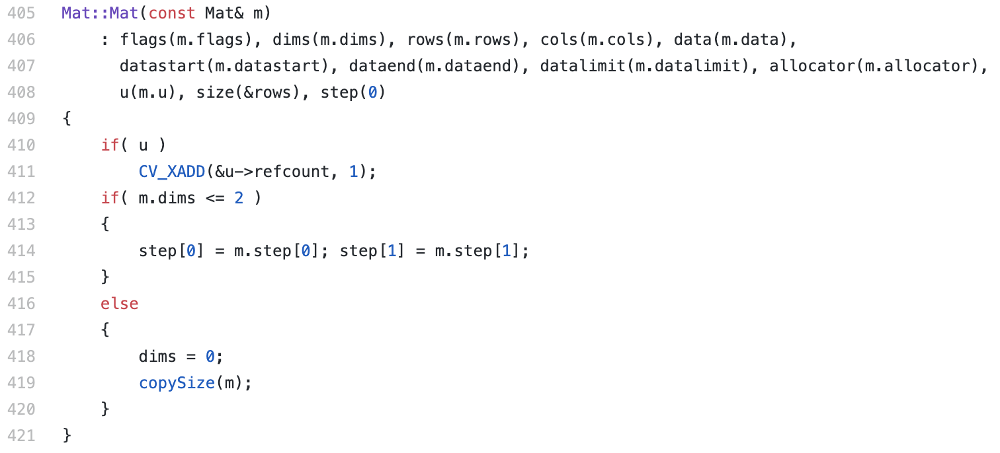 405 Mat::Mat(const Mat& m)
406 : flags(m.flags), dims(m.dims), rows(m.rows), cols(m.cols), data(m.data),
407 datastart(m.datastart), dataend(m.dataend), datalimit(m.datalimit), allocator(m.allocator),
408 u(m.u), size(&rows), step(0)
409 {
410 if( u )
411 CV_XADD(&u->refcount, 1);
412 if( m.dims <= 2 )
413 {
414 step[0] = m.step[0]; step[1] = m.step[1];
415 }
416 else
417 {
418 dims = 0;
419 copySize(m);
420 }
421 }